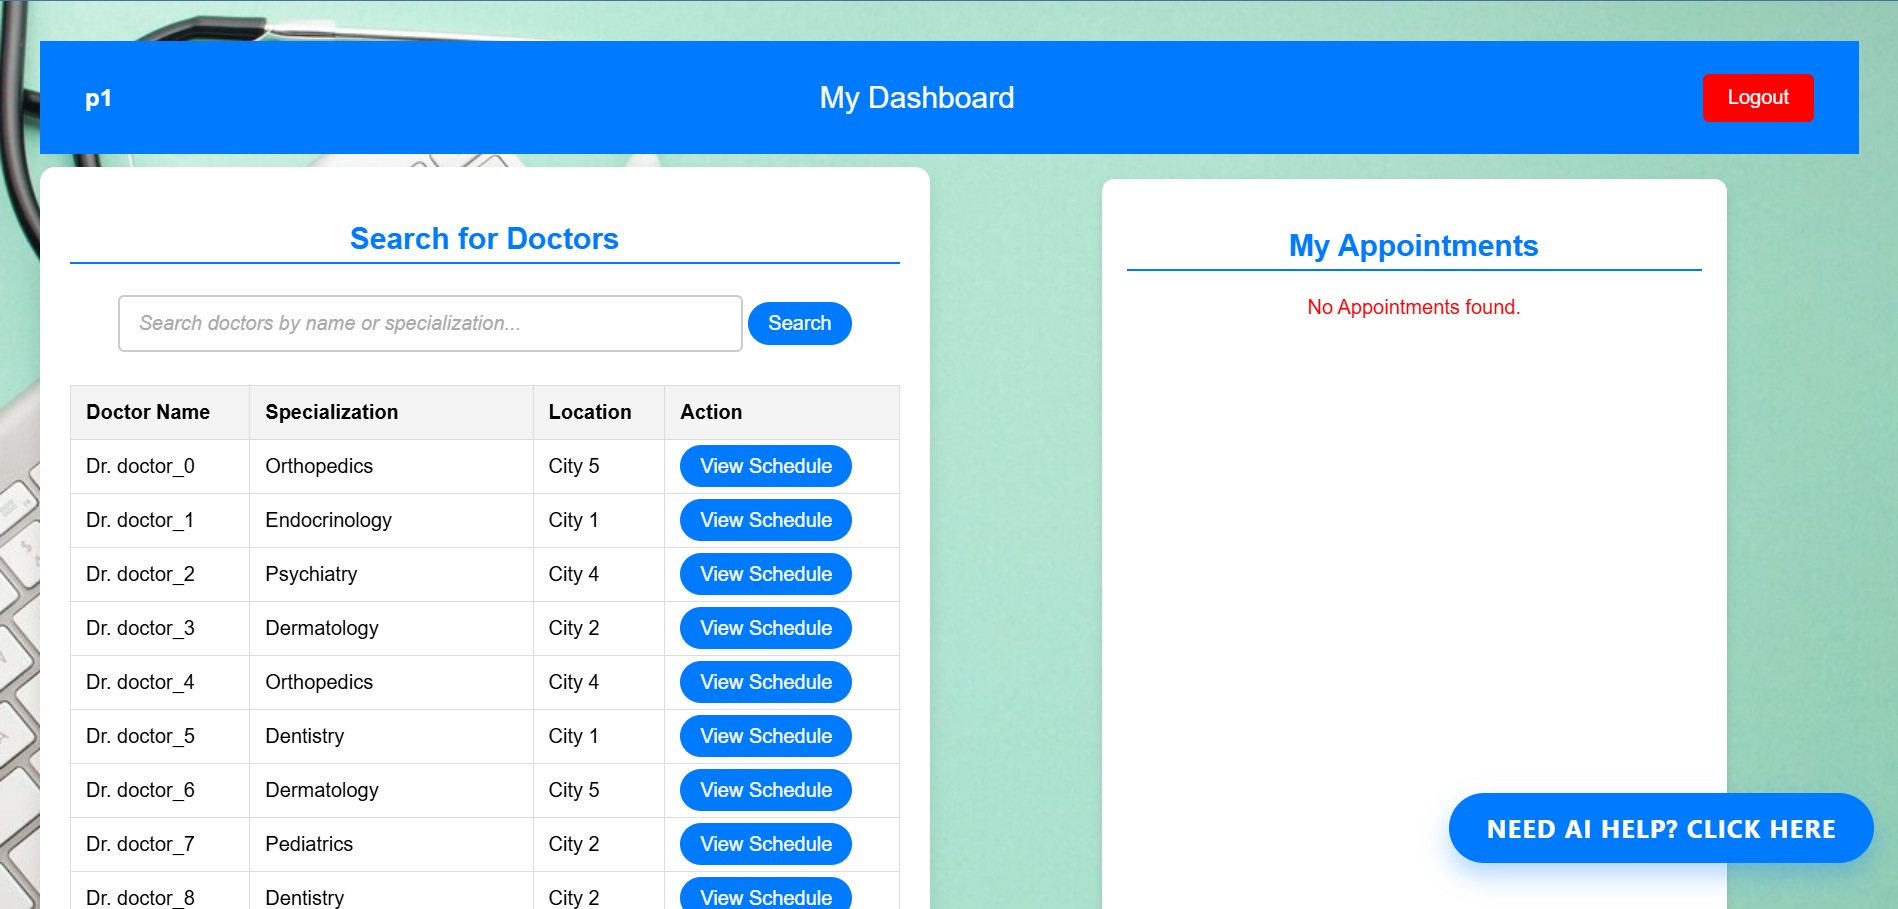 p1
My Dashboard
Logout
Search for Doctors
Search doctors by name or specialization...
Search
Doctor Name Specialization Location Action
Dr. doctor_0 Orthopedics City 5 View Schedule
Dr. doctor_1 Endocrinology City 1 View Schedule
Dr. doctor_2 Psychiatry City 4 View Schedule
Dr. doctor_3 Dermatology City 2 View Schedule
Dr. doctor_4 Orthopedics City 4 View Schedule
Dr. doctor_5 Dentistry City 1 View Schedule
Dr. doctor_6 Dermatology City 5 View Schedule
Dr. doctor_7 Pediatrics City 2 View Schedule
Dr. doctor_8 Dentistry City 2 View Schedule
My Appointments
No Appointments found.
NEED AI HELP? CLICK HERE